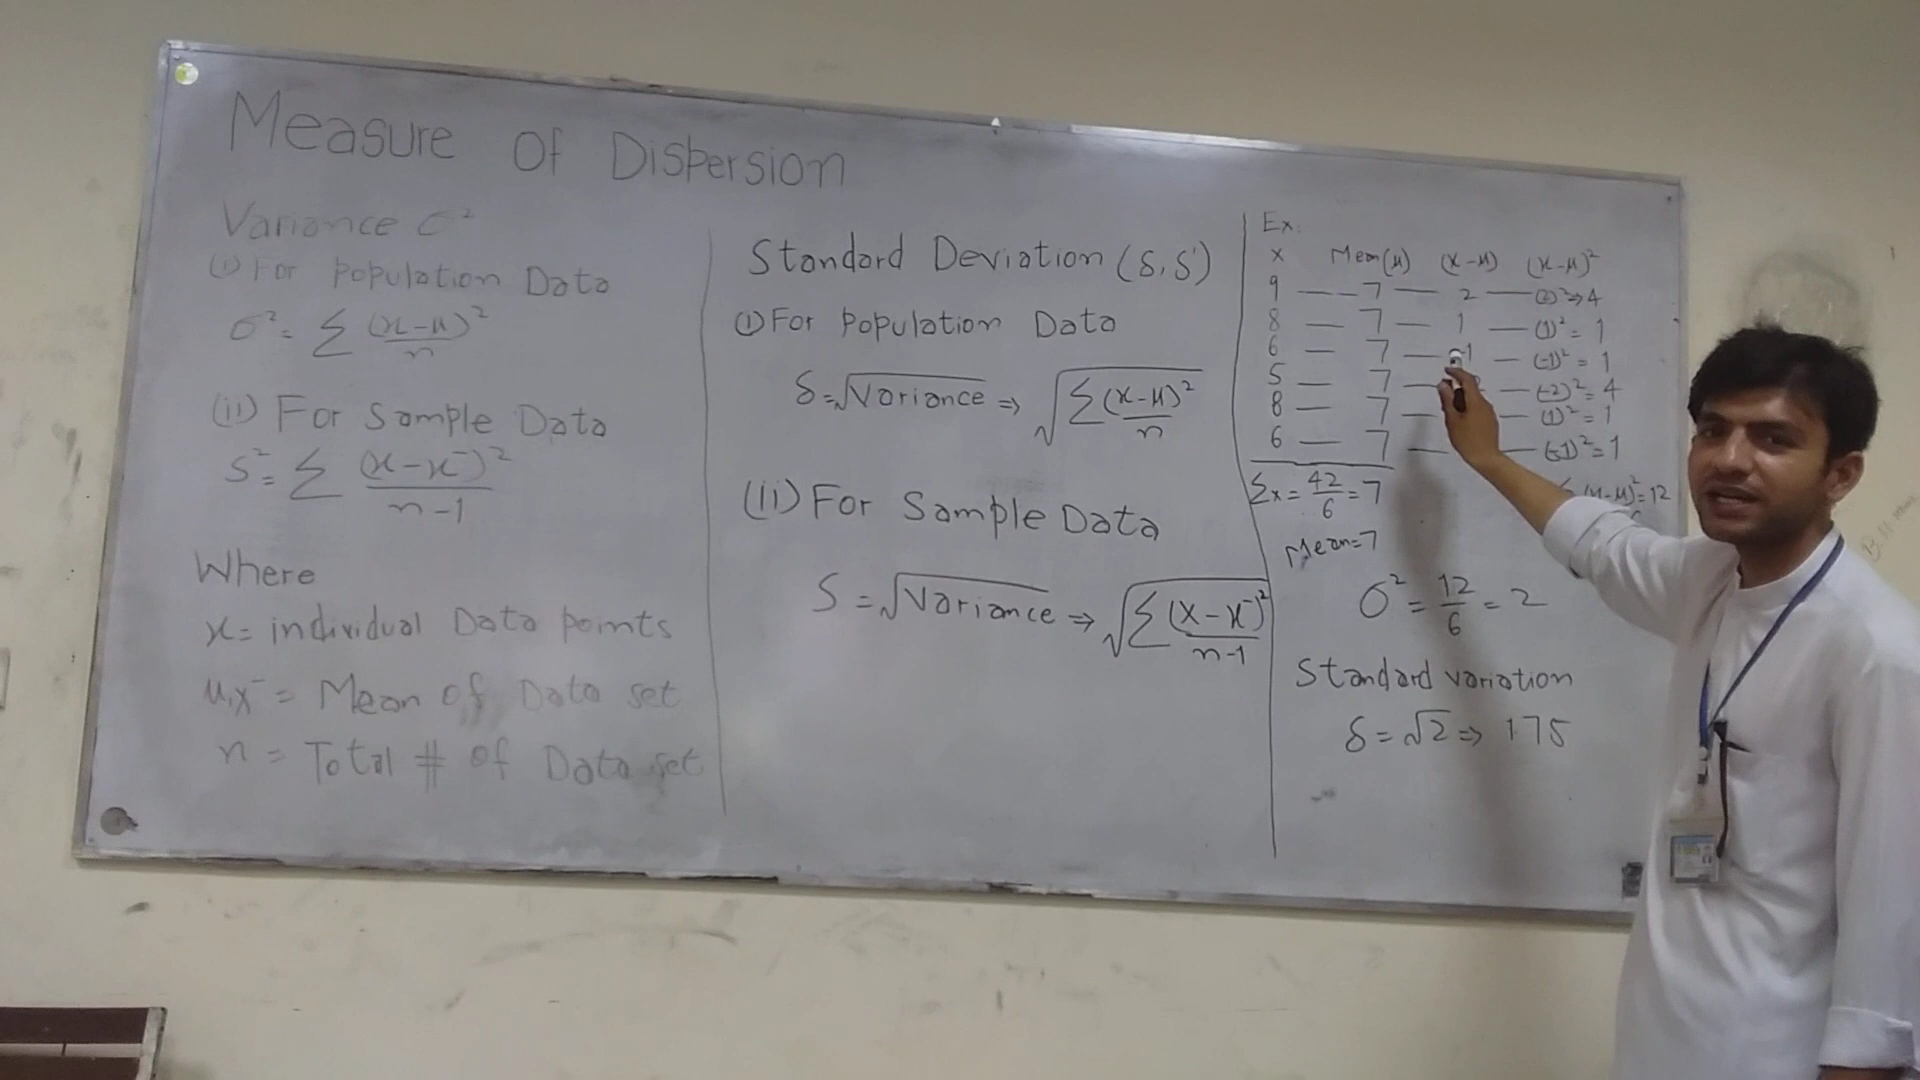 Measure Of Dispersion
Variance σ²
(i) For Population Data
σ² = ∑ (x-μ)² / n
(ii) For Sample Data
S² = ∑ (x-x̄)² / n-1
Where
x = individual Data points
μ, x̄ = Mean of Data set
n = Total # of Data set
Standard Deviation (δ, S)
(i) For Population Data
δ = √Variance ⇒ √∑(x-μ)² / n
(ii) For Sample Data
S = √Variance ⇒ √∑(x-x̄)² / n-1
Ex.
x Mean(μ) (x-μ) (x-μ)²
9 — 7 — 2 — (2)² ⇒ 4
8 — 7 — 1 — (1)² = 1
6 — 7 — -1 — (-1)² = 1
5 — 7 — — (-2)² = 4
8 — 7 — — (1)² = 1
6 — 7 — — (-1)² = 1
∑x = 42/6 = 7
(x-μ)² = 12
Mean = 7
σ² = 12/6 = 2
Standard variation
δ = √2 ⇒ 1.75